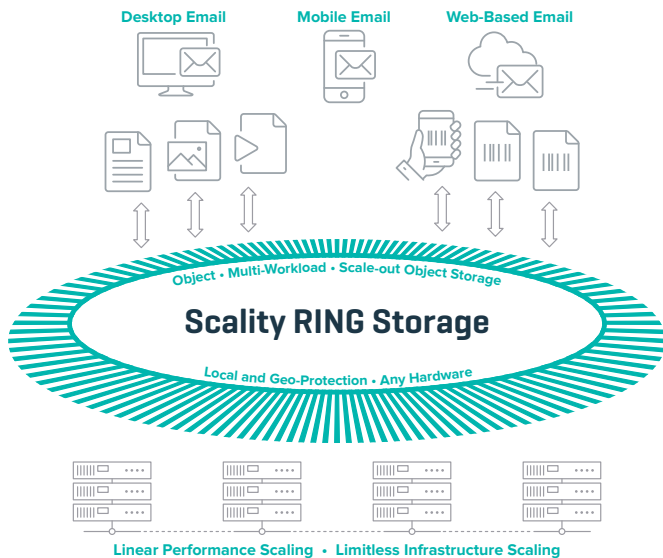 Desktop Email
Mobile Email
Web-Based Email
Object • Multi-Workload • Scale-out Object Storage
Scality RING Storage
Local and Geo-Protection • Any Hardware
Linear Performance Scaling • Limitless Infrastructure Scaling